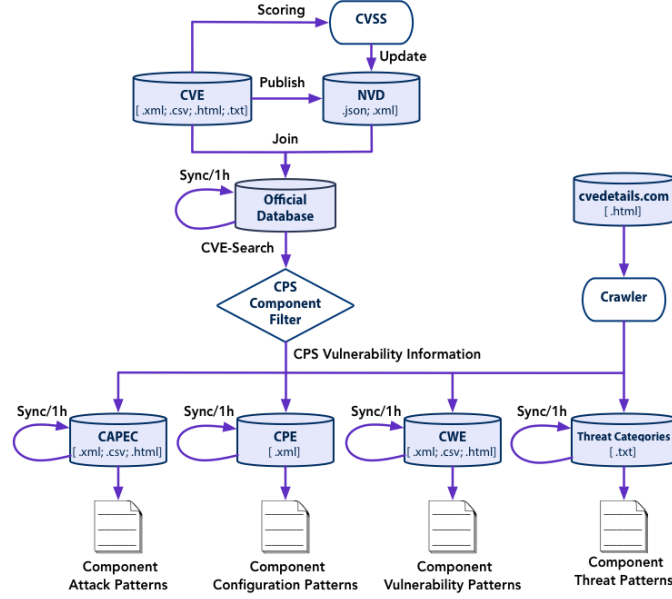 Scoring
CVSS
Update
CVE
[ .xml; .csv; .html; .txt]
Publish
NVD
.json; .xml]
Join
Sync/1h
Official
Database
cvedetails.com
[ .html]
CVE-Search
CPS
Component
Filter
Crawler
CPS Vulnerability Information
Sync/1h
CAPEC
[ .xml; .csv; .html]
Sync/1h
CPE
[ .xml]
Sync/1h
CWE
[ .xml; .csv; .html]
Sync/1h
Threat Categories
[ .txt]
Component
Attack Patterns
Component
Configuration Patterns
Component
Vulnerability Patterns
Component
Threat Patterns